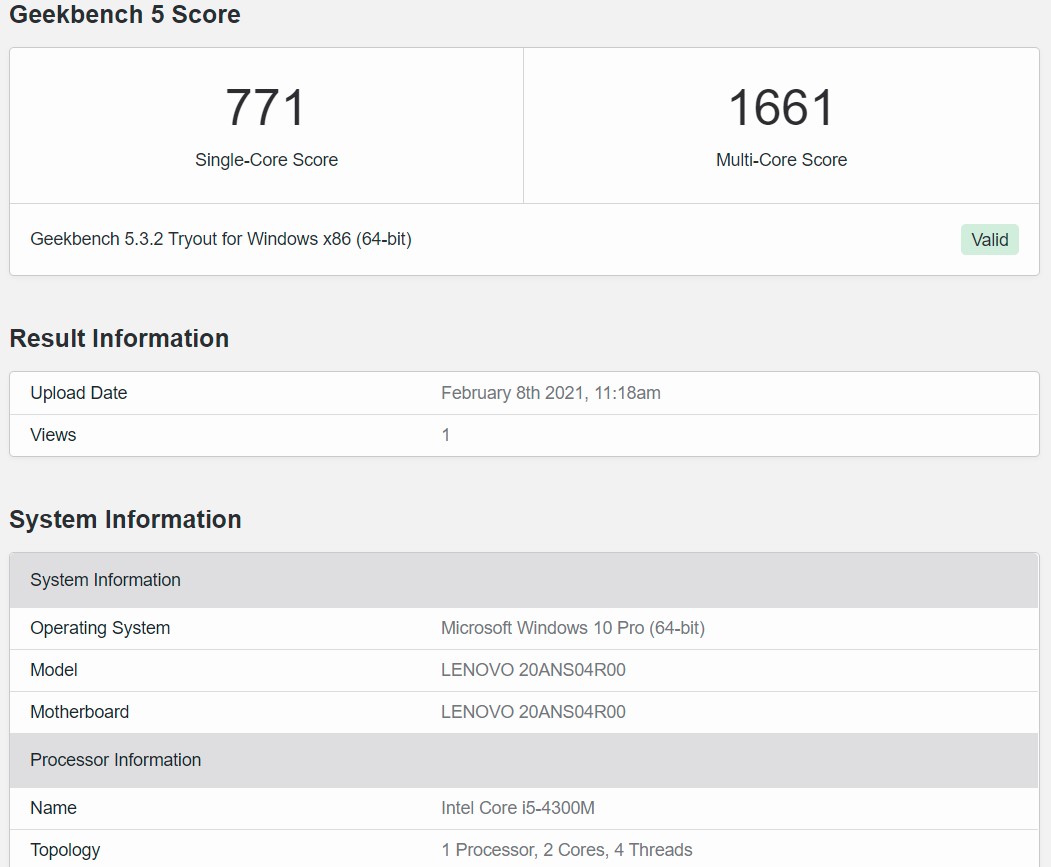 Geekbench 5 Score
771
Single-Core Score
1661
Multi-Core Score
Geekbench 5.3.2 Tryout for Windows x86 (64-bit)
Valid
Result Information
Upload Date February 8th 2021, 11:18am
Views 1
System Information
System Information
Operating System Microsoft Windows 10 Pro (64-bit)
Model LENOVO 20ANS04R00
Motherboard LENOVO 20ANS04R00
Processor Information
Name Intel Core i5-4300M
Topology 1 Processor, 2 Cores, 4 Threads